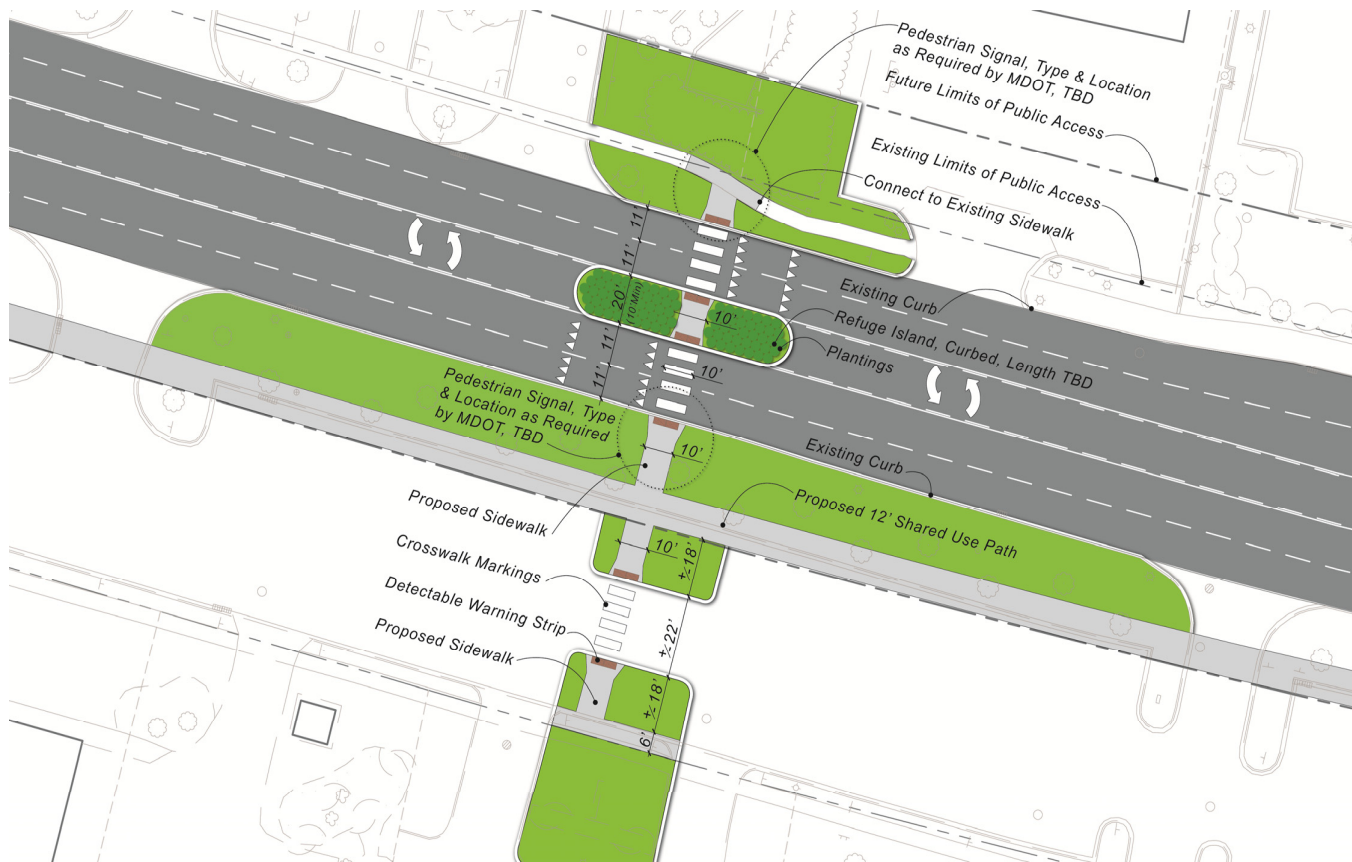 Pedestrian Signal, Type & Location
as Required by MDOT, TBD
Future Limits of Public Access
Existing Limits of Public Access
Connect to Existing Sidewalk
11'
11'
20'
(10'Min)
11'
11'
10'
10'
Existing Curb
Refuge Island, Curbed, Length TBD
Plantings
Pedestrian Signal, Type
& Location as Required
by MDOT, TBD
10'
Existing Curb
Proposed 12' Shared Use Path
Proposed Sidewalk
Crosswalk Markings
Detectable Warning Strip
Proposed Sidewalk
10'
+/-18'
+/-22'
+/-18'
6'